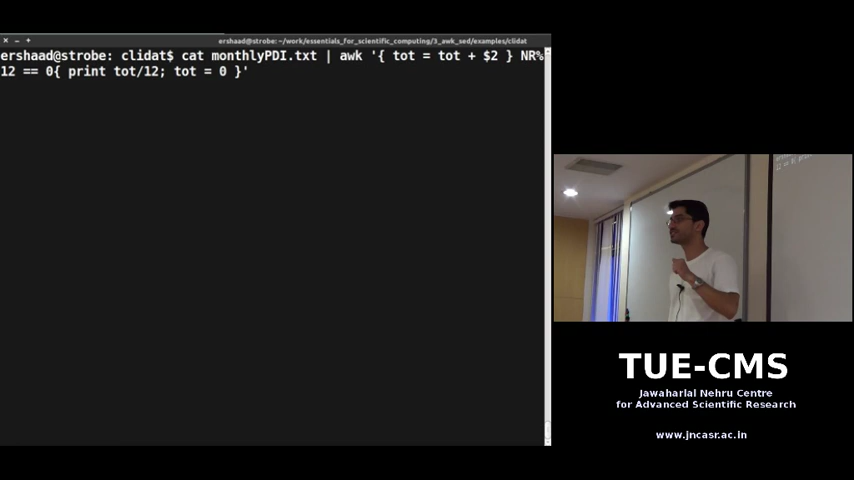 ershaad@strobe: ~/work/essentials_for_scientific_computing/3_awk_sed/examples/clidat
ershaad@strobe: clidat$ cat monthlyPDI.txt | awk '{ tot = tot + $2 } NR%
12 == 0{ print tot/12; tot = 0 }'
TUE-CMS
Jawaharlal Nehru Centre
for Advanced Scientific Research
www.jncasr.ac.in